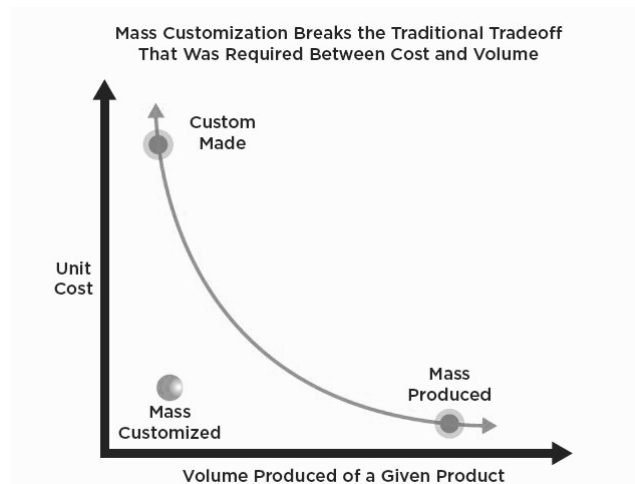 Mass Customization Breaks the Traditional Tradeoff
That Was Required Between Cost and Volume
Custom
Made
Unit
Cost
Mass
Produced
Mass
Customized
Volume Produced of a Given Product